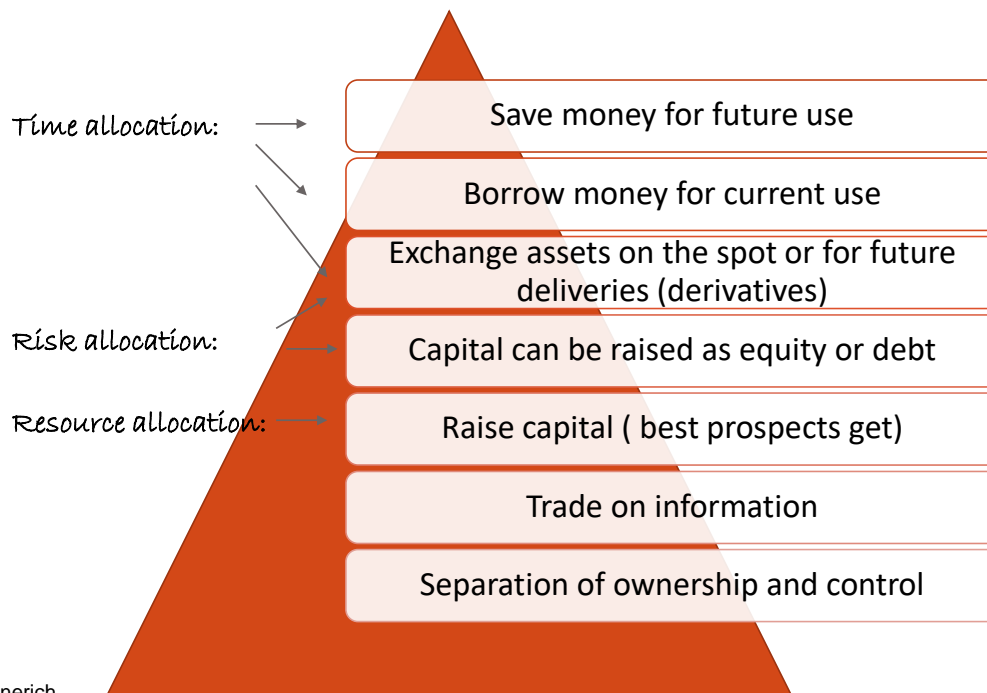 Time allocation:
Save money for future use
Borrow money for current use
Exchange assets on the spot or for future
deliveries (derivatives)
Risk allocation:
Capital can be raised as equity or debt
Resource allocation:
Raise capital ( best prospects get)
Trade on information
Separation of ownership and control